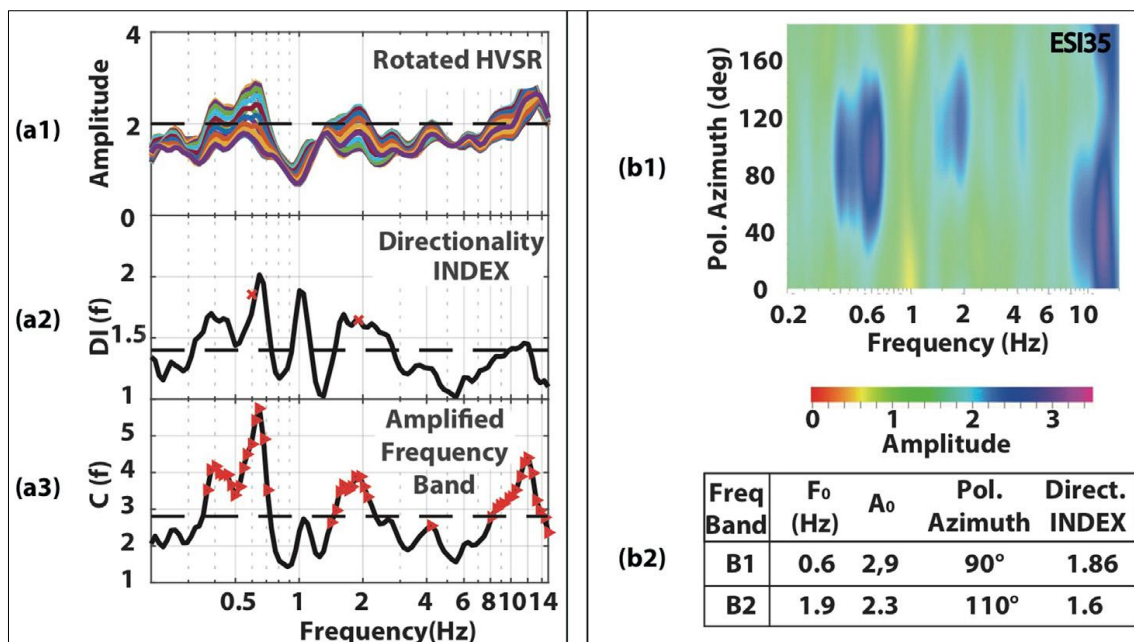 (a1)
Amplitude
4
2
0
Rotated HVSR
(a2)
DI (f)
2
1.5
1
Directionality
INDEX
(a3)
C (f)
5
4
3
2
1
Amplified
Frequency
Band
0.5 1 2 4 6 8 10 14
Frequency(Hz)
(b1)
Pol. Azimuth (deg)
160
120
80
40
0
ESI35
0.2 0.6 1 2 4 6 10
Frequency (Hz)
0 1 2 3
Amplitude
(b2)
Freq Band F₀ (Hz) A₀ Pol. Azimuth Direct. INDEX
B1 0.6 2,9 90° 1.86
B2 1.9 2.3 110° 1.6